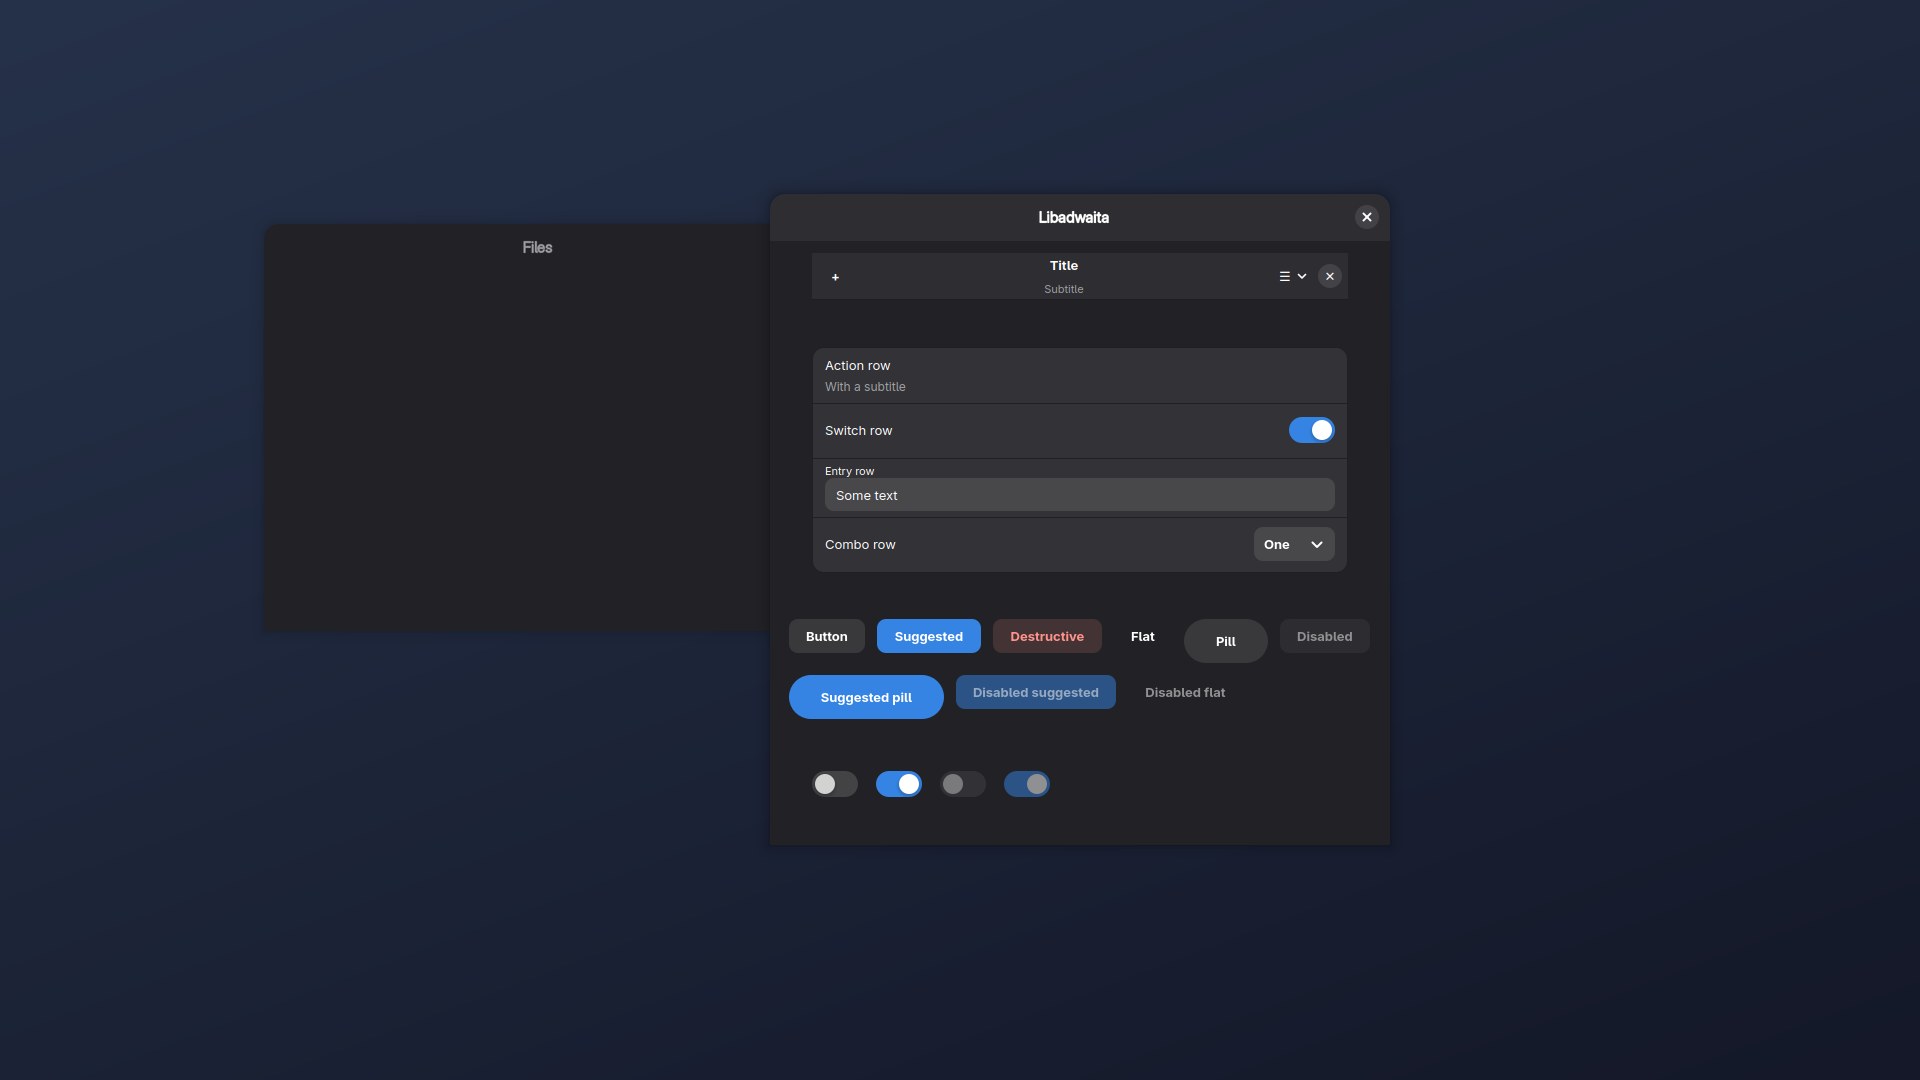 Files
Libadwaita
+
Title
Subtitle
Action row
With a subtitle
Switch row
Entry row
Some text
Combo row
One
Button
Suggested
Destructive
Flat
Pill
Disabled
Suggested pill
Disabled suggested
Disabled flat